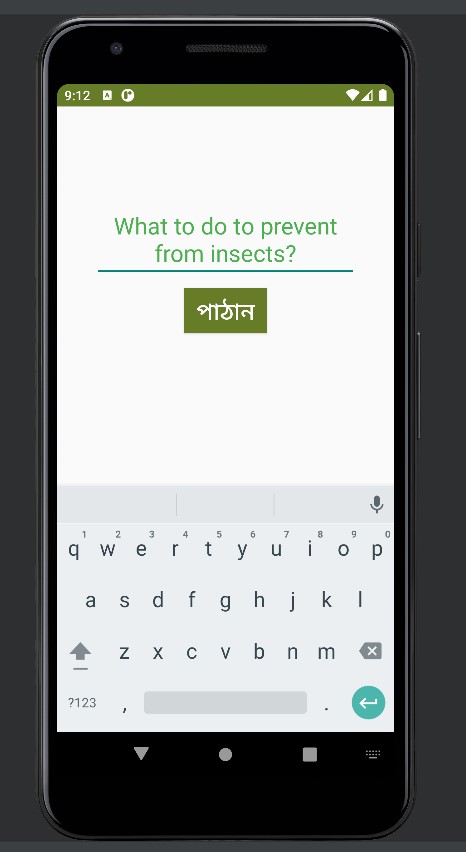 9:12
What to do to prevent
from insects?
পাঠান
1 2 3 4 5 6 7 8 9 0
q w e r t y u i o p
a s d f g h j k l
z x c v b n m
?123 , .